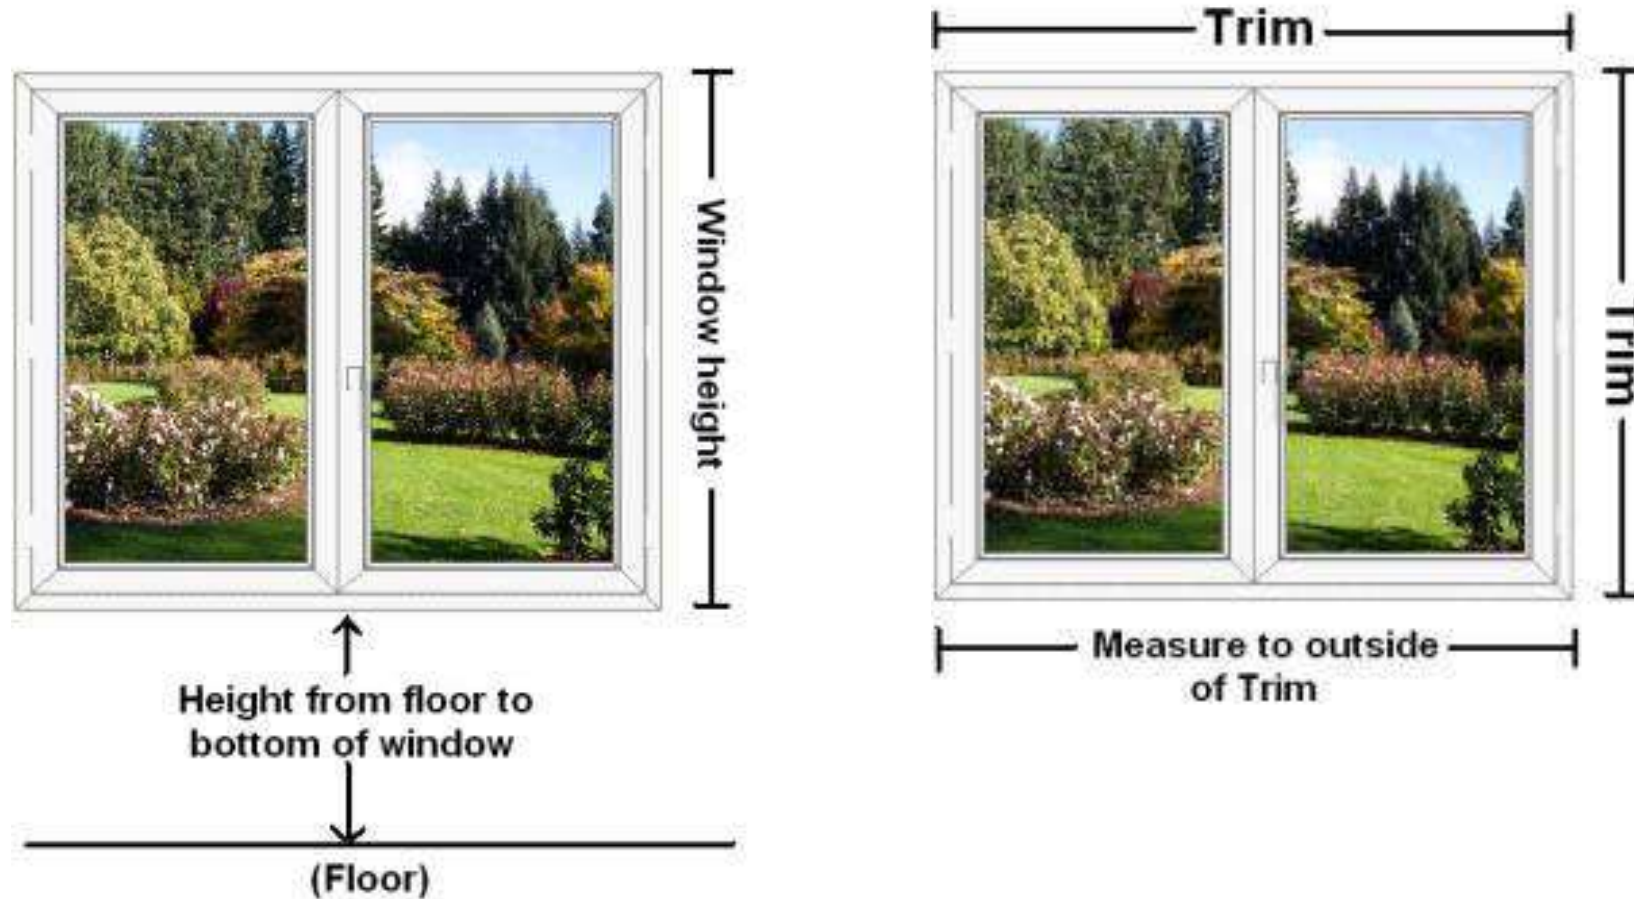 Window height
Height from floor to
bottom of window
(Floor)
Trim
Trim
Measure to outside
of Trim